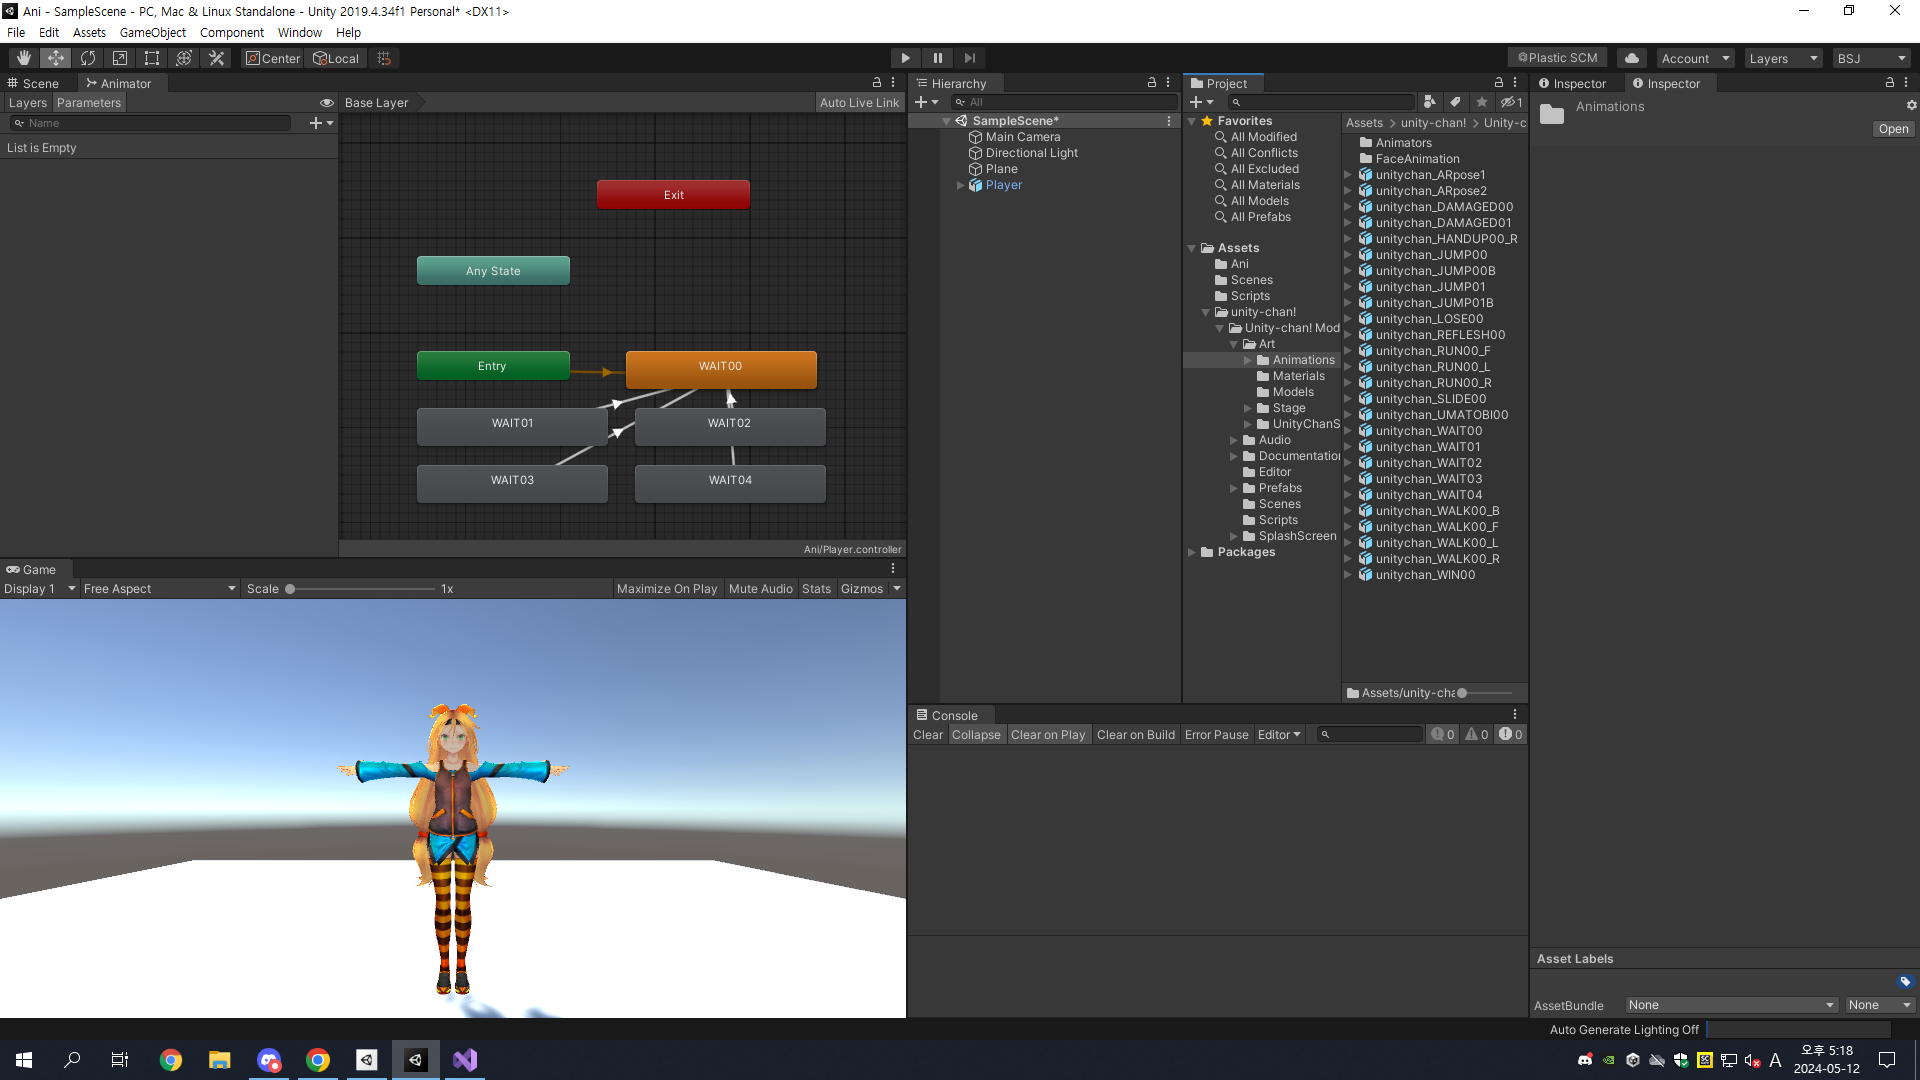 Ani - SampleScene - PC, Mac & Linux Standalone - Unity 2019.4.34f1 Personal* <DX11>
File Edit Assets GameObject Component Window Help
Center Local
Plastic SCM Account Layers BSJ
Scene Animator
Layers Parameters
Base Layer
Auto Live Link
Name
List is Empty
Exit
Any State
Entry
WAIT00
WAIT01
WAIT02
WAIT03
WAIT04
Ani/Player.controller
Game
Display 1 Free Aspect Scale 1x Maximize On Play Mute Audio Stats Gizmos
Hierarchy
All
SampleScene*
Main Camera
Directional Light
Plane
Player
Project
1
Favorites
All Modified
All Conflicts
All Excluded
All Materials
All Models
All Prefabs
Assets
Ani
Scenes
Scripts
unity-chan!
Unity-chan! Mod
Art
Animations
Materials
Models
Stage
UnityChanS
Audio
Documentation
Editor
Prefabs
Scenes
Scripts
SplashScreen
Packages
Assets > unity-chan! > Unity-c
Animators
FaceAnimation
unitychan_ARpose1
unitychan_ARpose2
unitychan_DAMAGED00
unitychan_DAMAGED01
unitychan_HANDUP00_R
unitychan_JUMP00
unitychan_JUMP00B
unitychan_JUMP01
unitychan_JUMP01B
unitychan_LOSE00
unitychan_REFLESH00
unitychan_RUN00_F
unitychan_RUN00_L
unitychan_RUN00_R
unitychan_SLIDE00
unitychan_UMATOBI00
unitychan_WAIT00
unitychan_WAIT01
unitychan_WAIT02
unitychan_WAIT03
unitychan_WAIT04
unitychan_WALK00_B
unitychan_WALK00_F
unitychan_WALK00_L
unitychan_WALK00_R
unitychan_WIN00
Assets/unity-cha
Console
Clear Collapse Clear on Play Clear on Build Error Pause Editor 0 0 0
Inspector Inspector
Animations
Open
Asset Labels
AssetBundle None None
Auto Generate Lighting Off
A
오후 5:18
2024-05-12